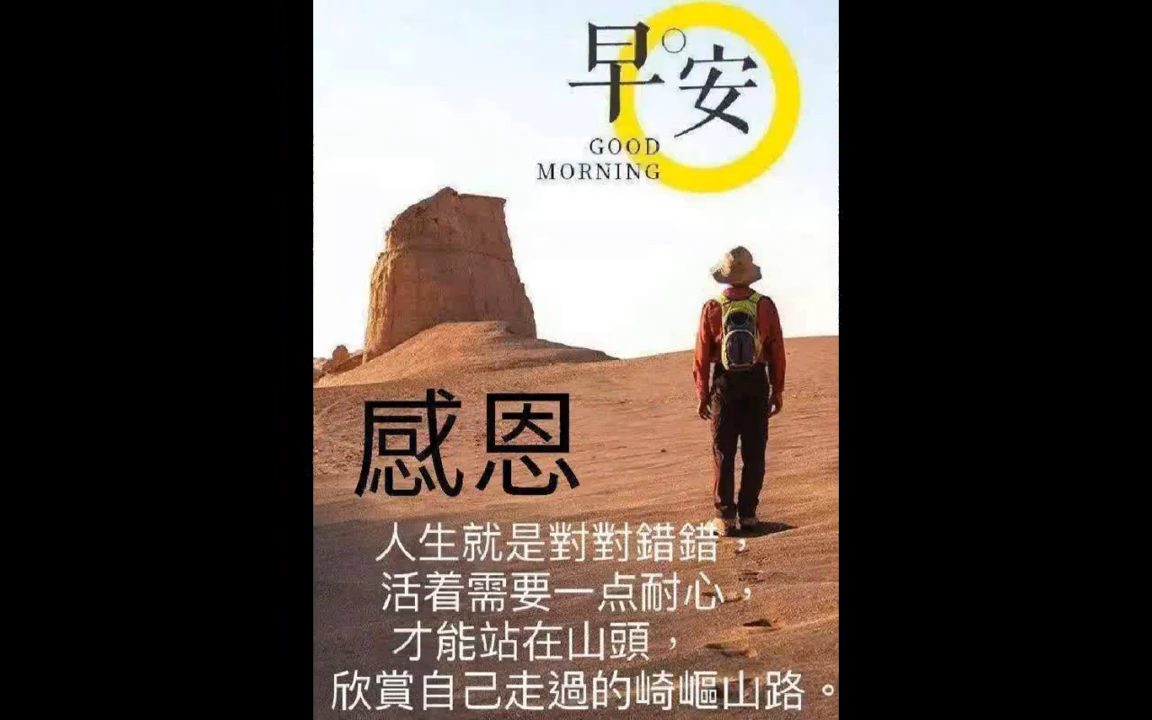 早安
GOOD
MORNING
感恩
人生就是對對錯錯，
活着需要一点耐心，
才能站在山頭，
欣賞自己走過的崎嶇山路。